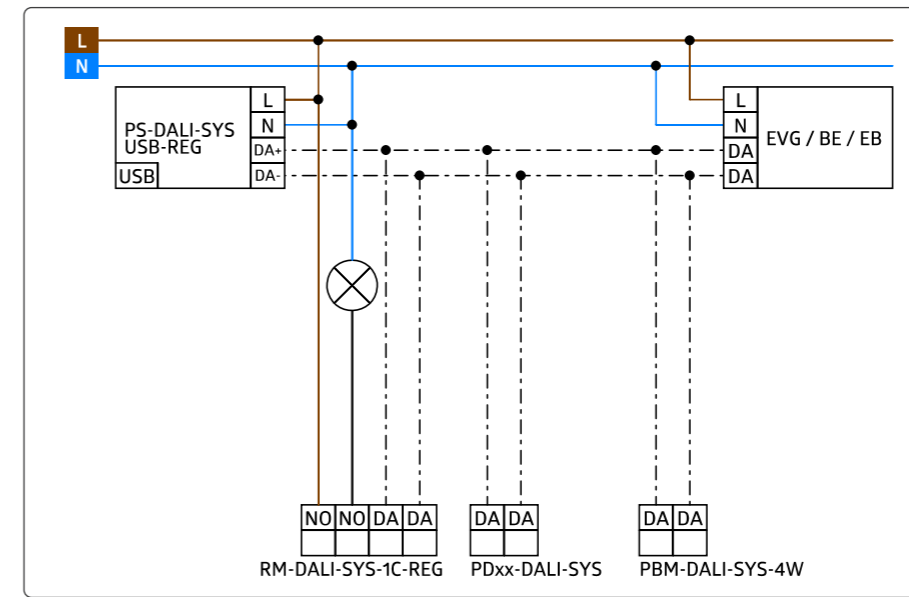 L
N
PS-DALI-SYS
USB-REG
USB
L
N
DA+
DA-
L
N
DA
DA
EVG / BE / EB
NO NO DA DA
DA DA
DA DA
RM-DALI-SYS-1C-REG
PDxx-DALI-SYS
PBM-DALI-SYS-4W